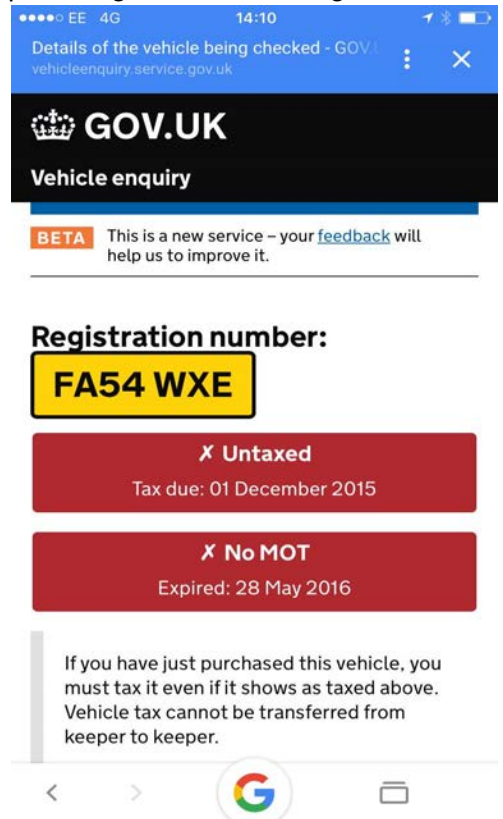 EE 4G 14:10
Details of the vehicle being checked - GOV.U
vehicleenquiry.service.gov.uk
GOV.UK
Vehicle enquiry
BETA This is a new service – your feedback will
help us to improve it.
Registration number:
FA54 WXE
✗ Untaxed
Tax due: 01 December 2015
✗ No MOT
Expired: 28 May 2016
If you have just purchased this vehicle, you
must tax it even if it shows as taxed above.
Vehicle tax cannot be transferred from
keeper to keeper.
G